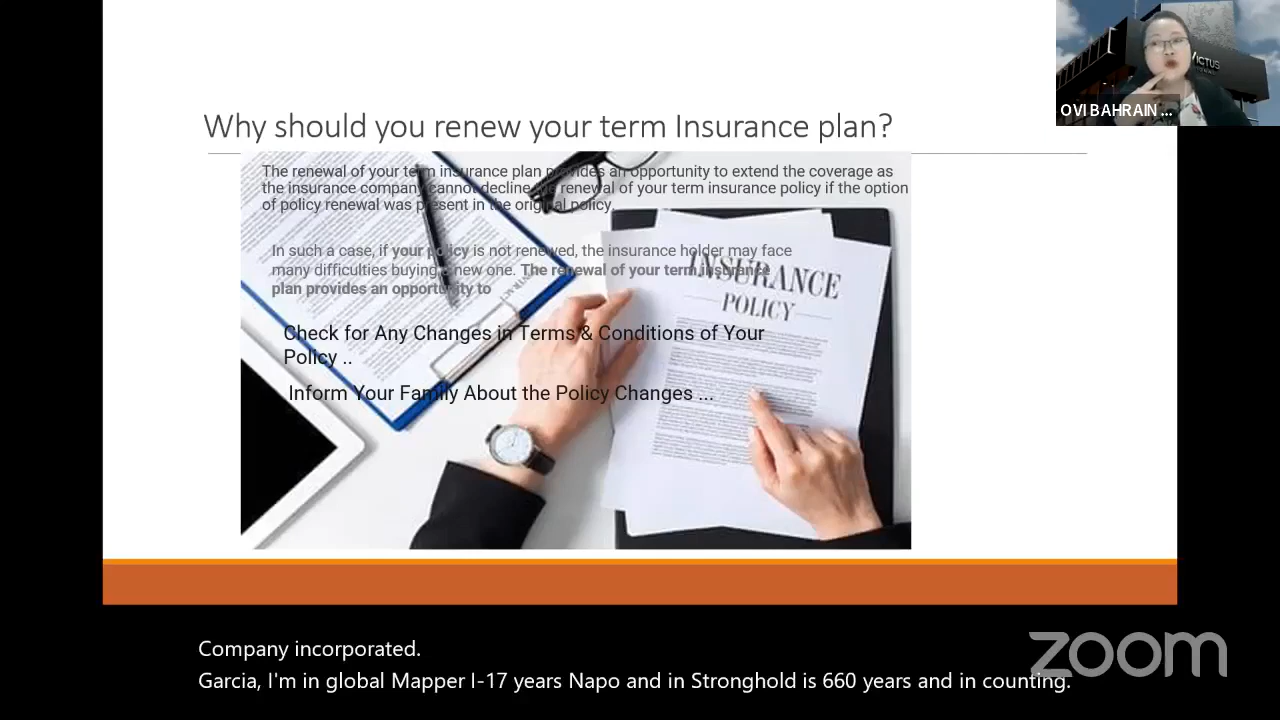 Why should you renew your term Insurance plan?
The renewal of your term insurance plan provides an opportunity to extend the coverage as
the insurance company cannot decline the renewal of your term insurance policy if the option
of policy renewal was present in the original policy.
In such a case, if your policy is not renewed, the insurance holder may face
many difficulties buying a new one. The renewal of your term insurance
plan provides an opportunity to
INSURANCE
POLICY
Check for Any Changes in Terms & Conditions of Your
Policy ..
Inform Your Family About the Policy Changes ...
OVI BAHRAIN ...
Company incorporated.
Garcia, I'm in global Mapper I-17 years Napo and in Stronghold is 660 years and in counting.
zoom